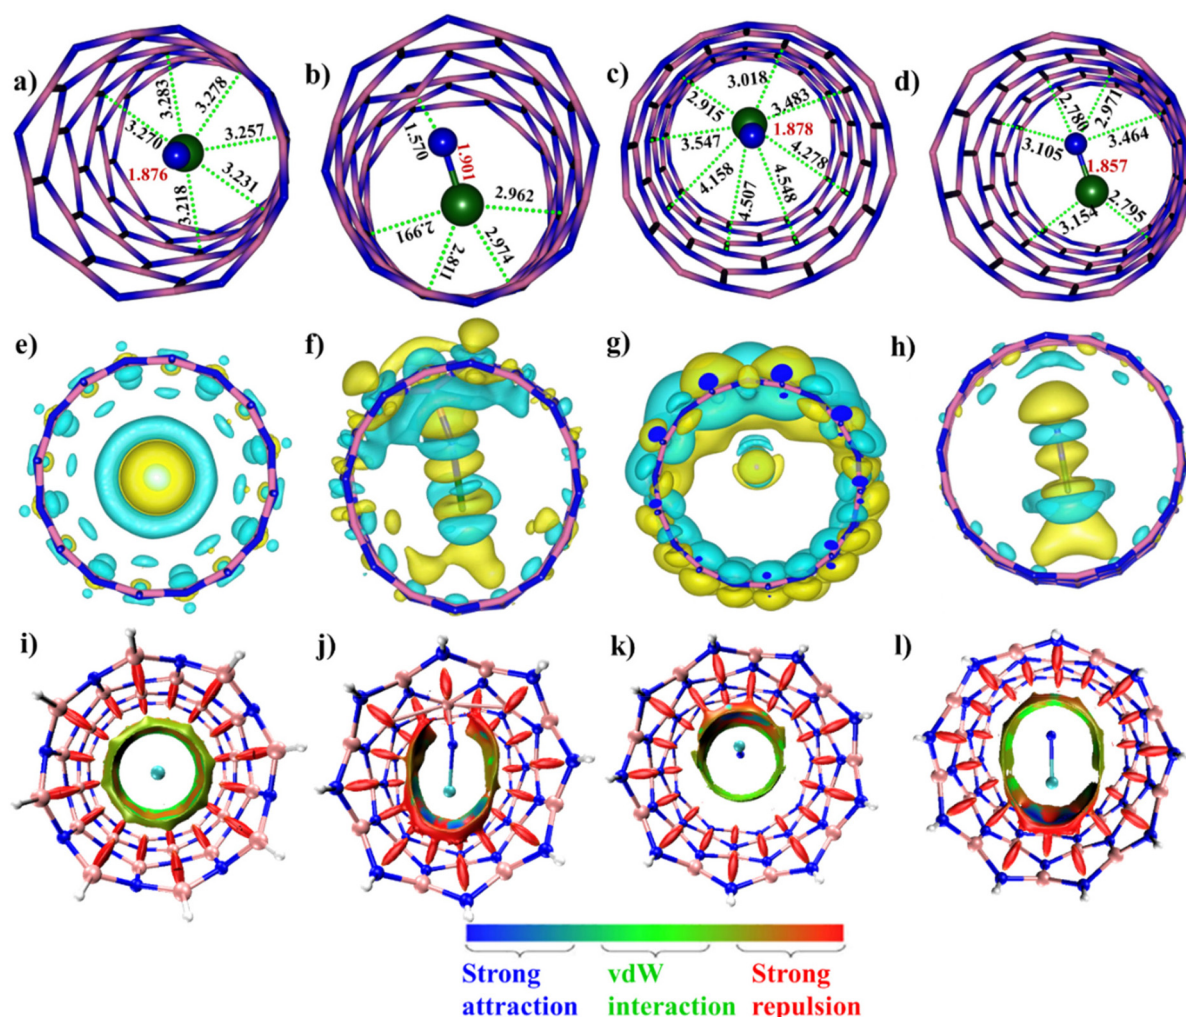 a)
3.283
3.278
3.270
3.257
1.876
3.231
3.218
b)
1.570
1.901
2.962
2.991
2.811
2.974
c)
3.018
2.915
3.483
1.878
3.547
4.278
4.158
4.507
4.548
d)
2.780
2.971
3.464
3.105
1.857
3.154
2.795
e)
f)
g)
h)
i)
j)
k)
l)
Strong attraction
vdW interaction
Strong repulsion